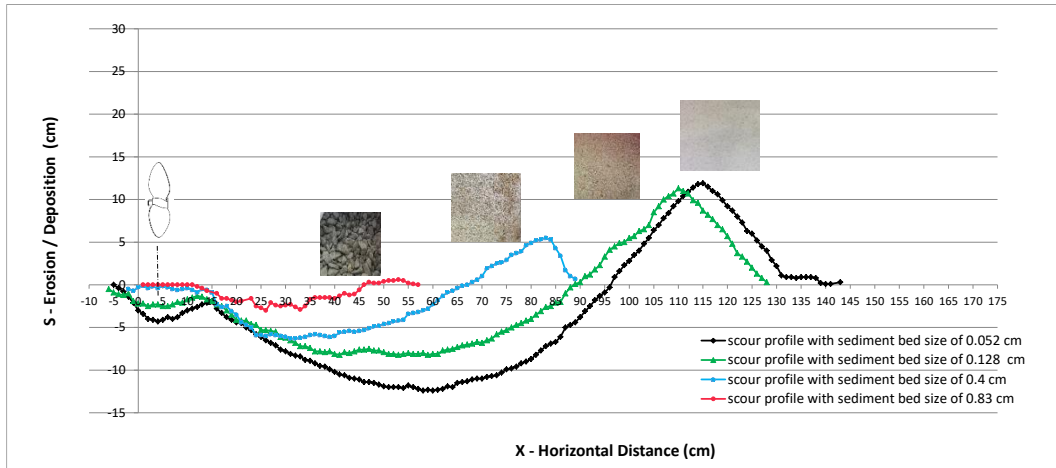 30
25
20
15
10
5
0
-5
-10
-15
-10 -5 0 5 10 15 20 25 30 35 40 45 50 55 60 65 70 75 80 85 90 95 100 105 110 115 120 125 130 135 140 145 150 155 160 165 170 175
S - Erosion / Deposition (cm)
scour profile with sediment bed size of 0.052 cm
scour profile with sediment bed size of 0.128 cm
scour profile with sediment bed size of 0.4 cm
scour profile with sediment bed size of 0.83 cm
X - Horizontal Distance (cm)